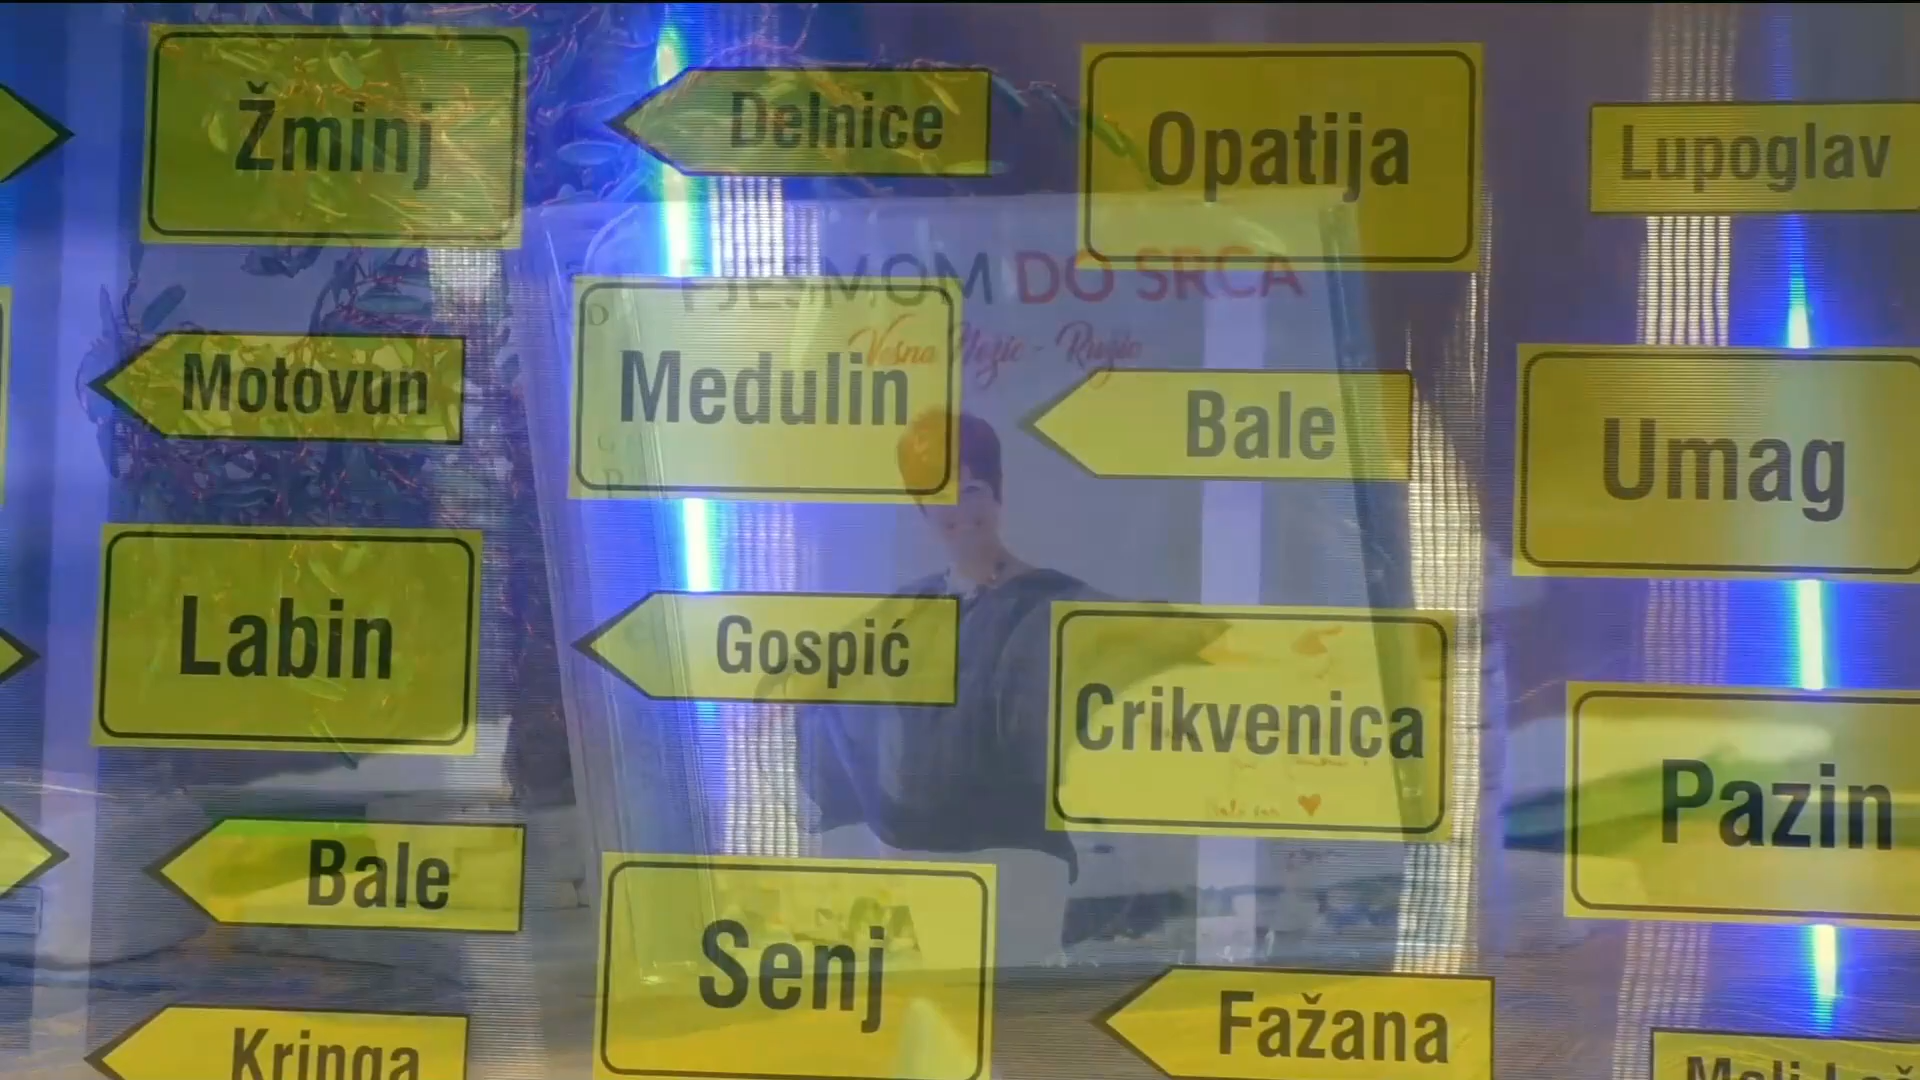 Žminj
Delnice
Opatija
Lupoglav
PJESMOM DO SRCA
Motovun
Medulin
Bale
Umag
Labin
Gospić
Crikvenica
Pazin
Bale
Senj
Fažana
Kringa